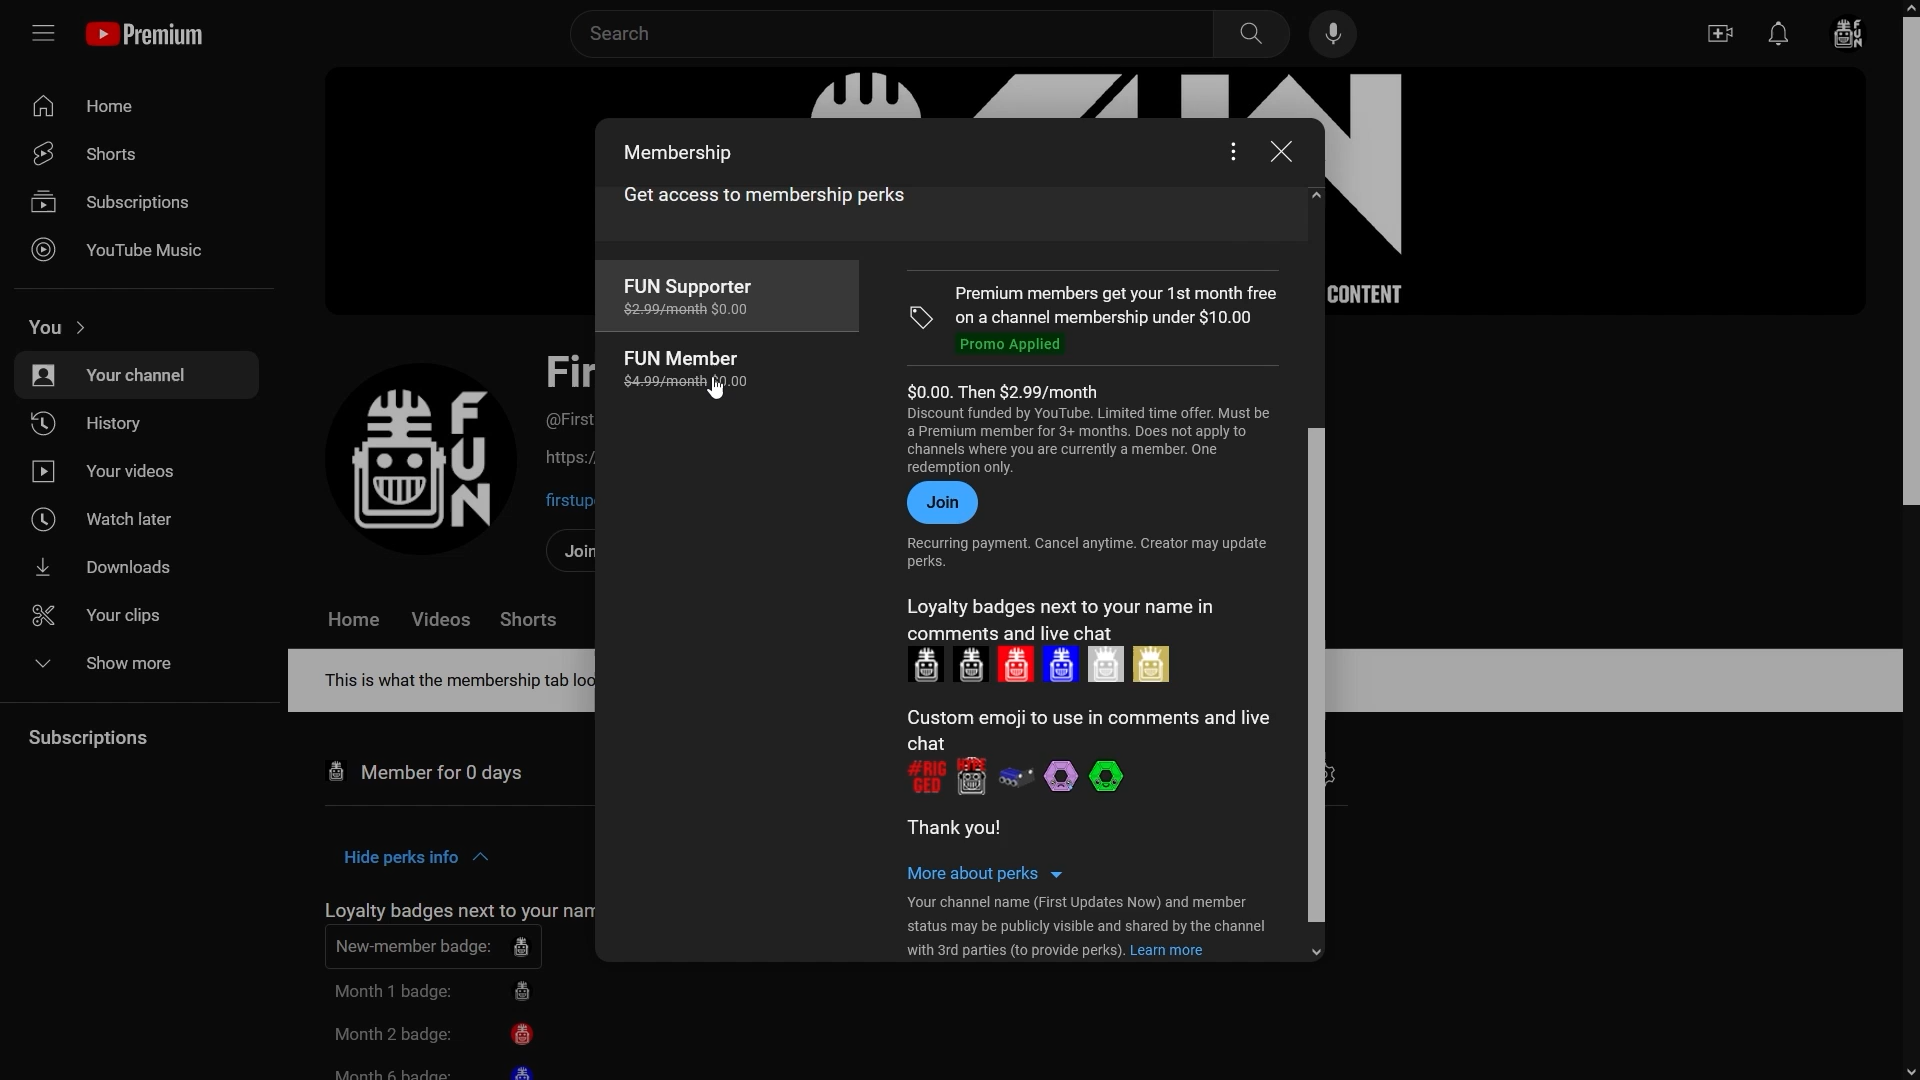 Premium
Search
Home
Shorts
Subscriptions
YouTube Music
You
Your channel
History
Your videos
Watch later
Downloads
Your clips
Show more
Subscriptions
CONTENT
FUN
@First
https:/
firstup
Join
Home Videos Shorts
This is what the membership tab loo
Member for 0 days
Hide perks info
Loyalty badges next to your nam
New-member badge:
Month 1 badge:
Month 2 badge:
Month 6 badge:
Membership
Get access to membership perks
FUN Supporter
$2.99/month $0.00
FUN Member
$4.99/month $0.00
Premium members get your 1st month free
on a channel membership under $10.00
Promo Applied
$0.00. Then $2.99/month
Discount funded by YouTube. Limited time offer. Must be
a Premium member for 3+ months. Does not apply to
channels where you are currently a member. One
redemption only.
Join
Recurring payment. Cancel anytime. Creator may update
perks.
Loyalty badges next to your name in
comments and live chat
Custom emoji to use in comments and live
chat
#RIG
GED
HYPE
Thank you!
More about perks
Your channel name (First Updates Now) and member
status may be publicly visible and shared by the channel
with 3rd parties (to provide perks). Learn more